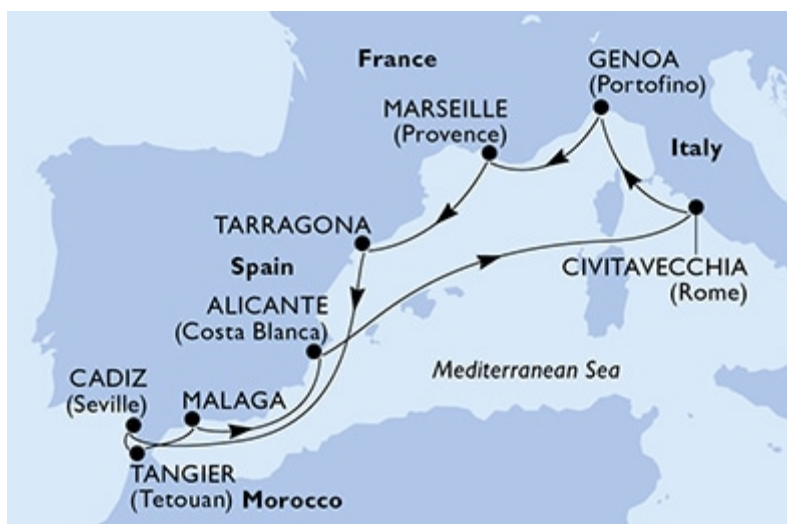 France
GENOA
(Portofino)
MARSEILLE
(Provence)
Italy
TARRAGONA
Spain
CIVITAVECCHIA
(Rome)
ALICANTE
(Costa Blanca)
Mediterranean Sea
CADIZ
(Seville)
MALAGA
TANGIER
(Tetouan) Morocco